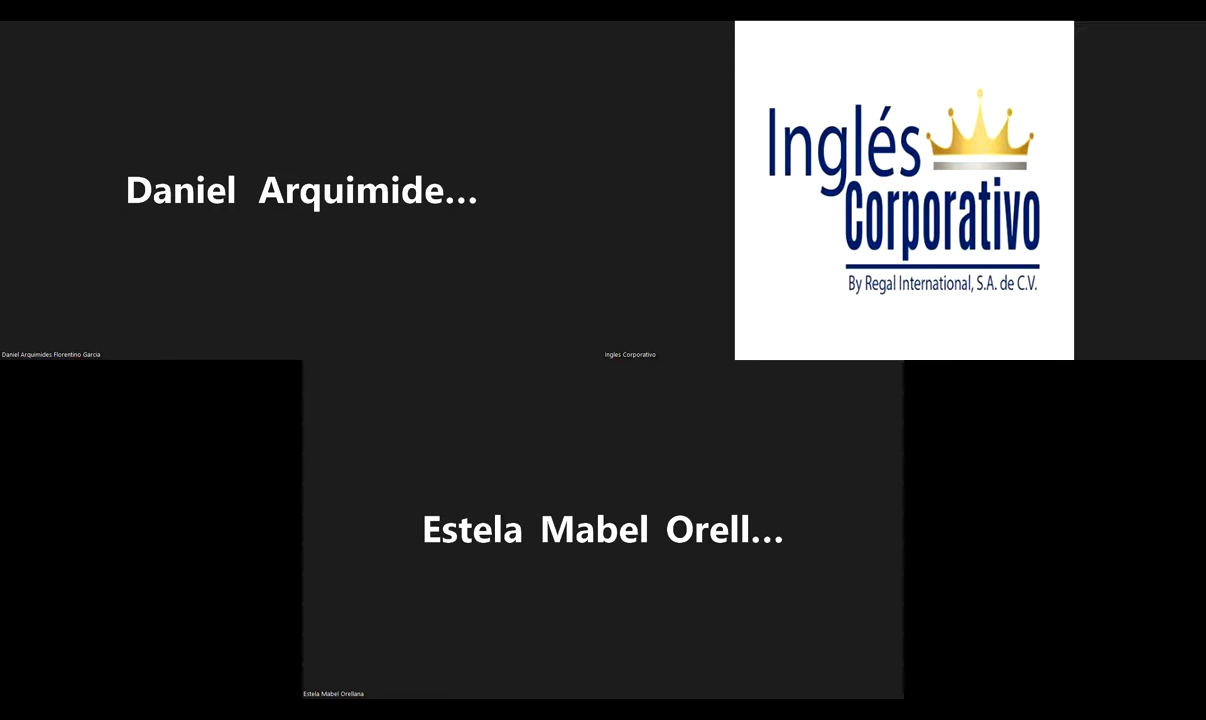 Daniel Arquimide...
Inglés
Corporativo
By Regal International, S.A. de C.V.
Daniel Arquimides Florentino Garcia
Ingles Corporativo
Estela Mabel Orell...
Estela Mabel Orellana